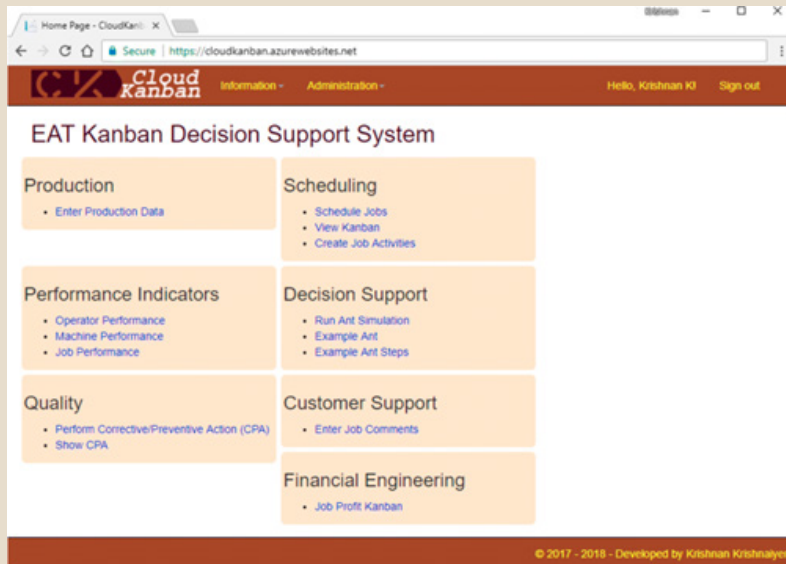 Home Page - CloudKanb
Secure | https://cloudkanban.azurewebsites.net
CK Cloud Kanban
Information
Administration
Hello, Krishnan K!
Sign out
EAT Kanban Decision Support System
Production
• Enter Production Data
Scheduling
• Schedule Jobs
• View Kanban
• Create Job Activities
Performance Indicators
• Operator Performance
• Machine Performance
• Job Performance
Decision Support
• Run Ant Simulation
• Example Ant
• Example Ant Steps
Quality
• Perform Corrective/Preventive Action (CPA)
• Show CPA
Customer Support
• Enter Job Comments
Financial Engineering
• Job Profit Kanban
© 2017 - 2018 - Developed by Krishnan Krishnaiyer